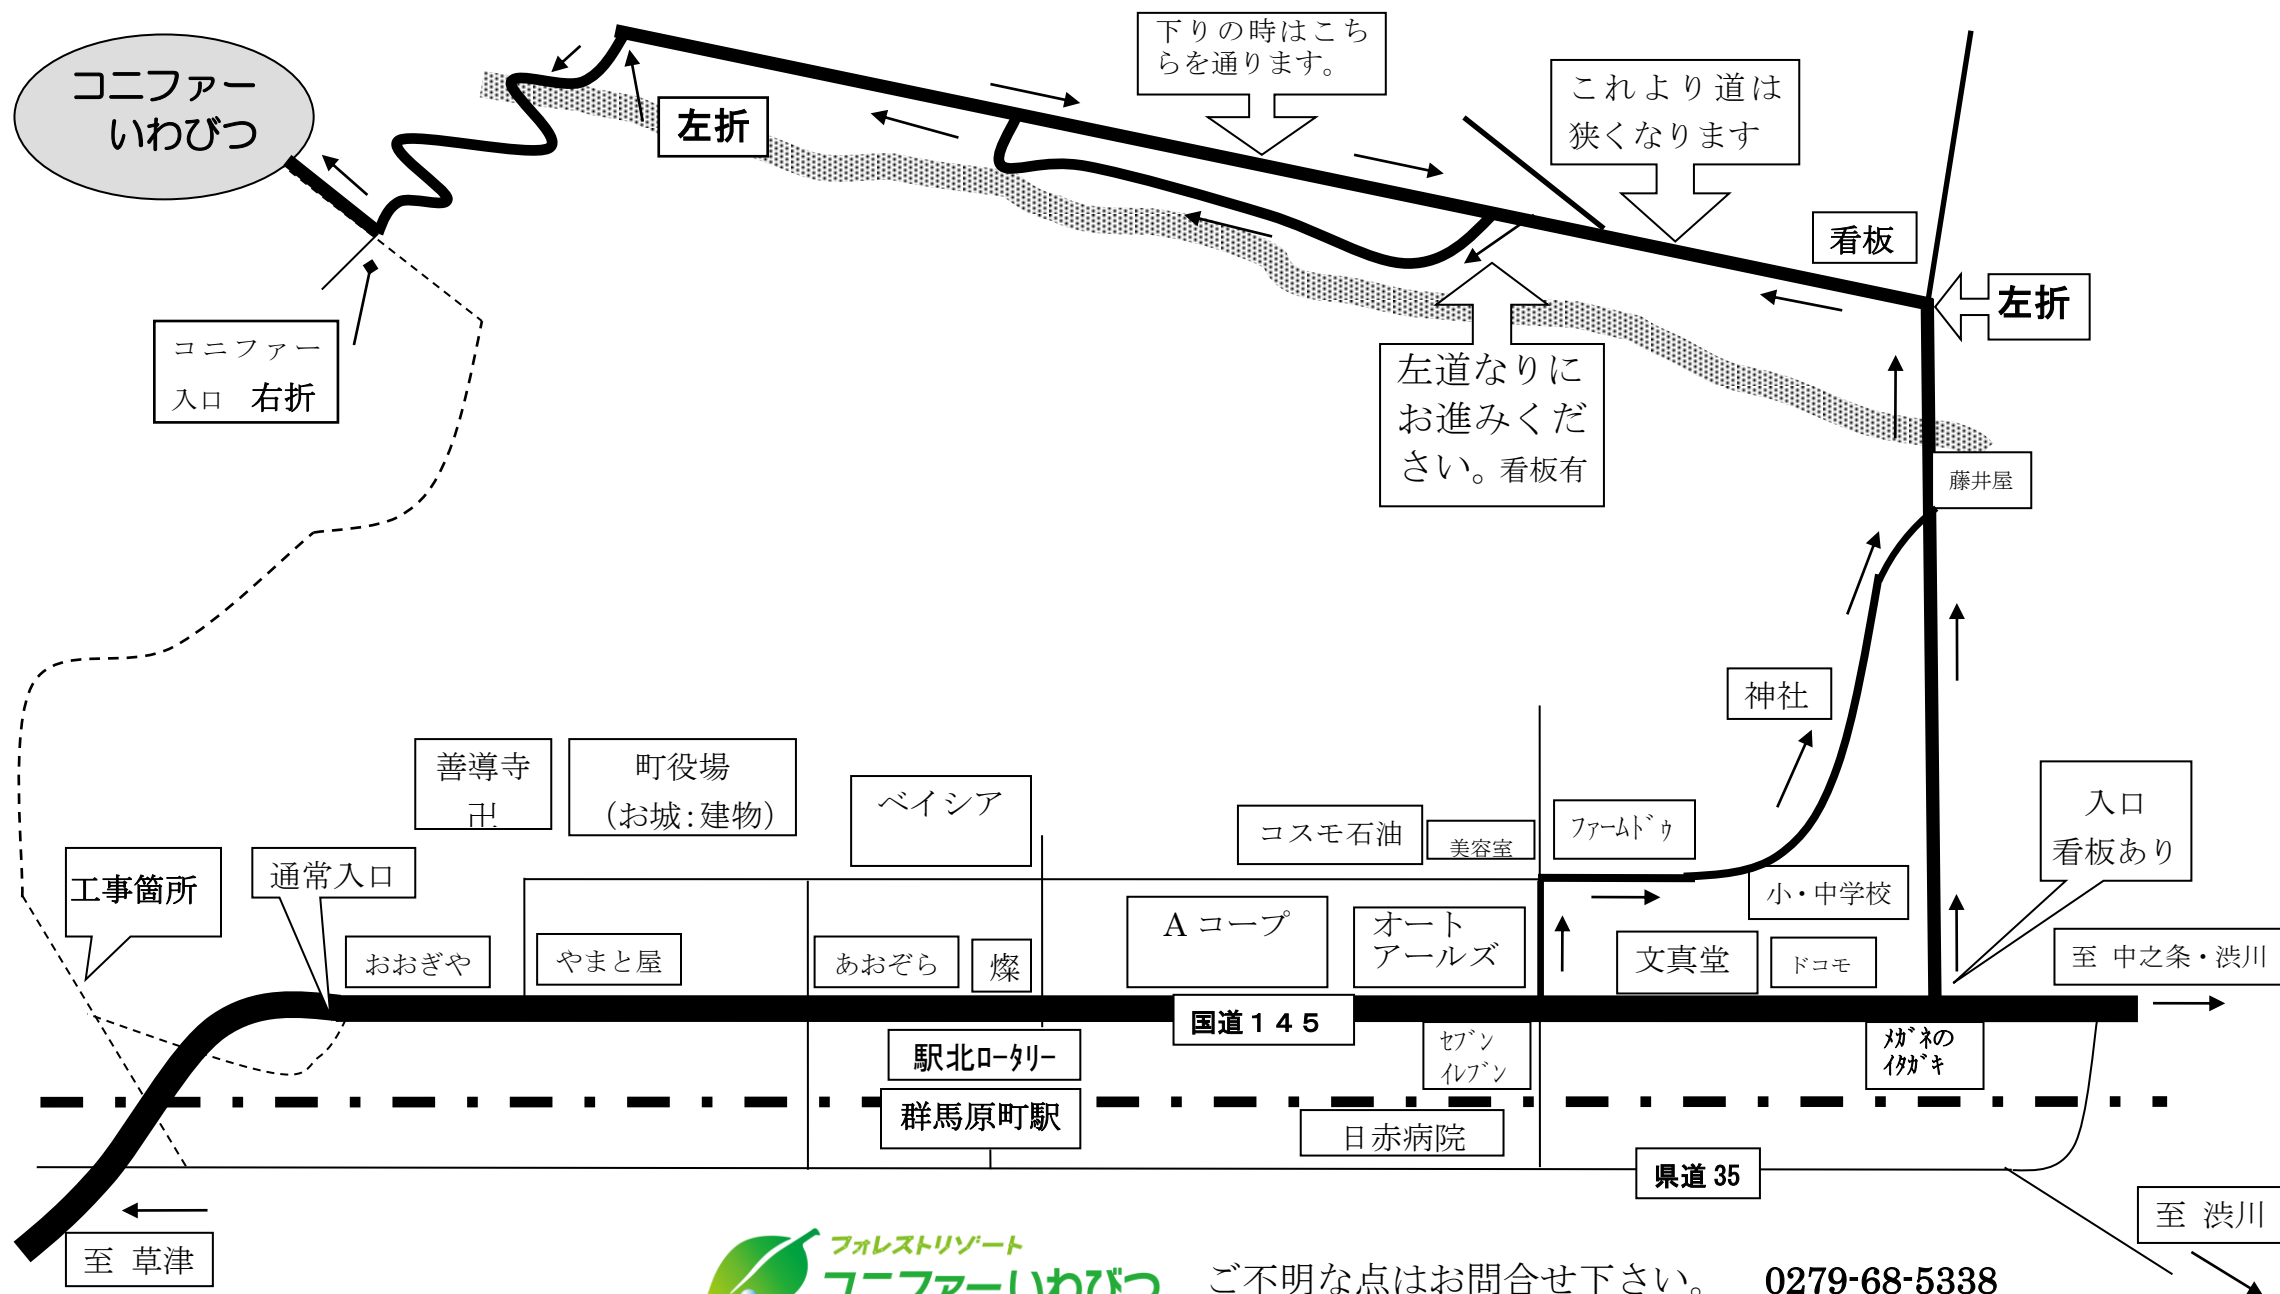 コニファー
いわびつ
下りの時はこち
らを通ります。
これより道は
狭くなります
左折
看板
左折
コニファー
入口 右折
左道なりに
お進みくだ
さい。看板有
藤井屋
神社
善導寺
卍
町役場
（お城：建物）
ベイシア
コスモ石油
美容室
ファームドゥ
入口
看板あり
工事箇所
通常入口
小・中学校
おおぎや
やまと屋
あおぞら
燦
Aコープ
オート
アールズ
文真堂
ドコモ
至 中之条・渋川
国道１４５
駅北ロータリー
セブン
イレブン
メガネの
イタガキ
群馬原町駅
日赤病院
県道 35
至 草津
至 渋川
フォレストリゾート
コニファーいわびつ
ご不明な点はお問合せ下さい。 0279-68-5338